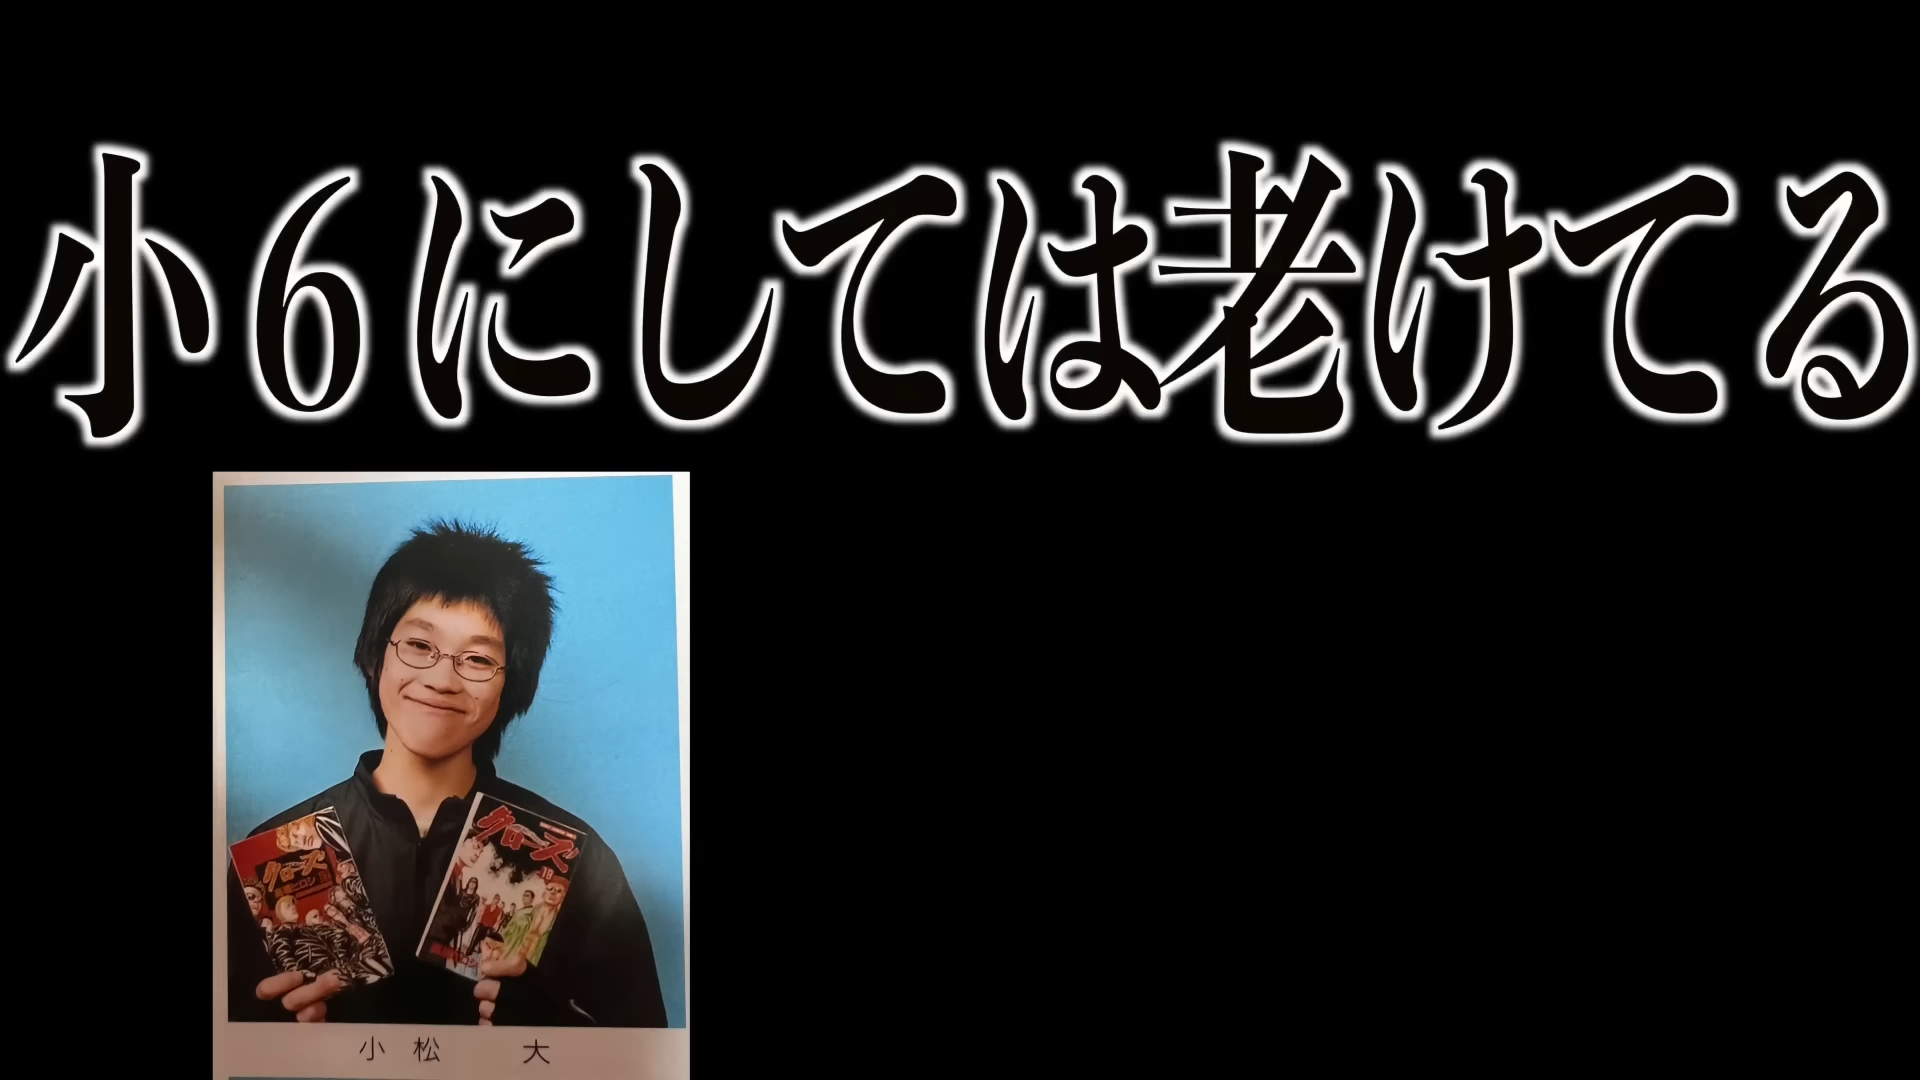 小6にしては老けてる
クローズ
クローズ
19
小松 大